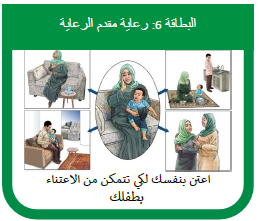 البطاقة 6: رعاية مقدم الرعاية
اعتن بنفسك لكي تتمكن من الاعتناء
بطفلك